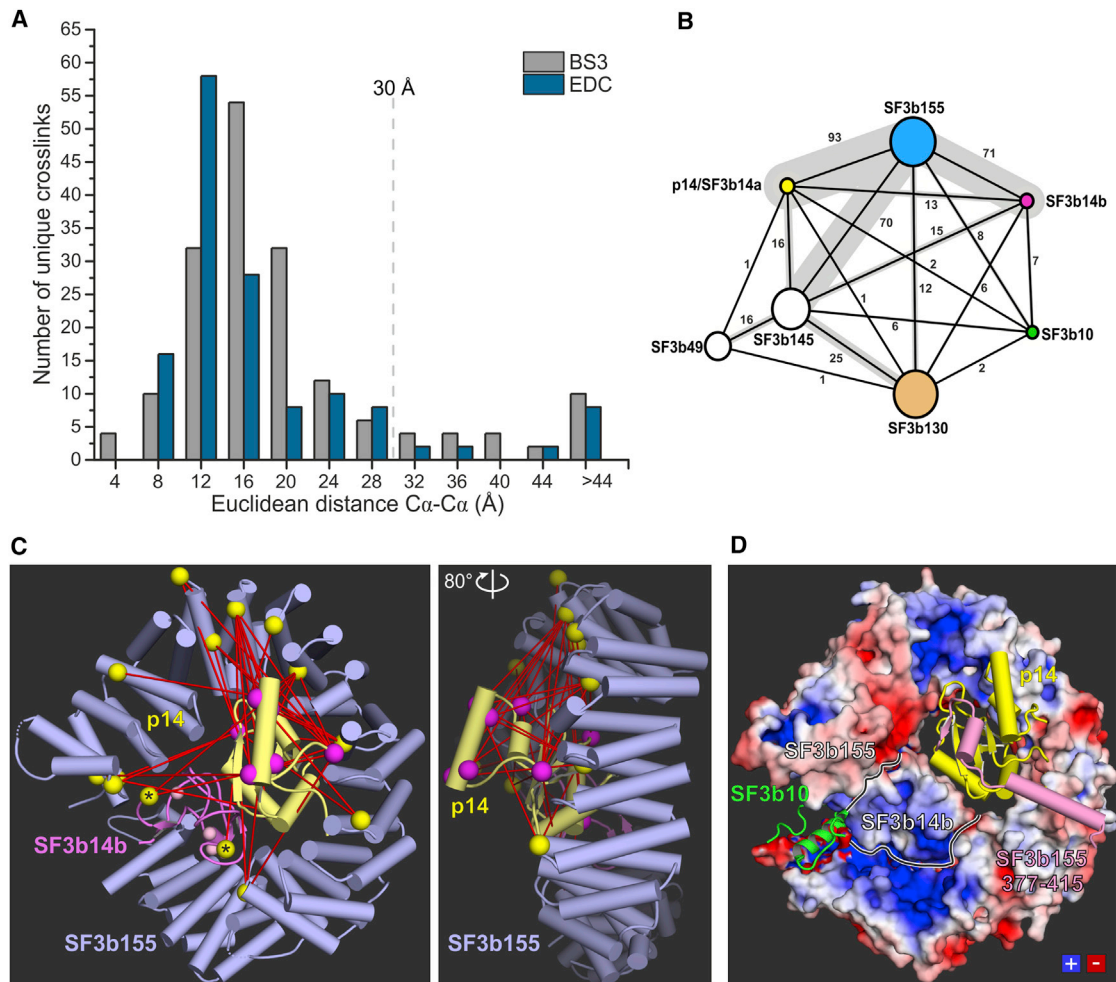 A
65
60
55
50
45
40
35
30
25
20
15
10
5
0
Number of unique crosslinks
BS3
EDC
30 Å
4 8 12 16 20 24 28 32 36 40 44 >44
Euclidean distance Cα-Cα (Å)
B
SF3b155
93
71
p14/SF3b14a
SF3b14b
13
70
15
8
16
2
7
1
12
6
1
16
6
SF3b10
SF3b49
SF3b145
25
2
1
SF3b130
C
p14
*
SF3b14b
*
SF3b155
80°
p14
SF3b155
D
p14
SF3b155
SF3b10
SF3b14b
SF3b155
377-415
+ -